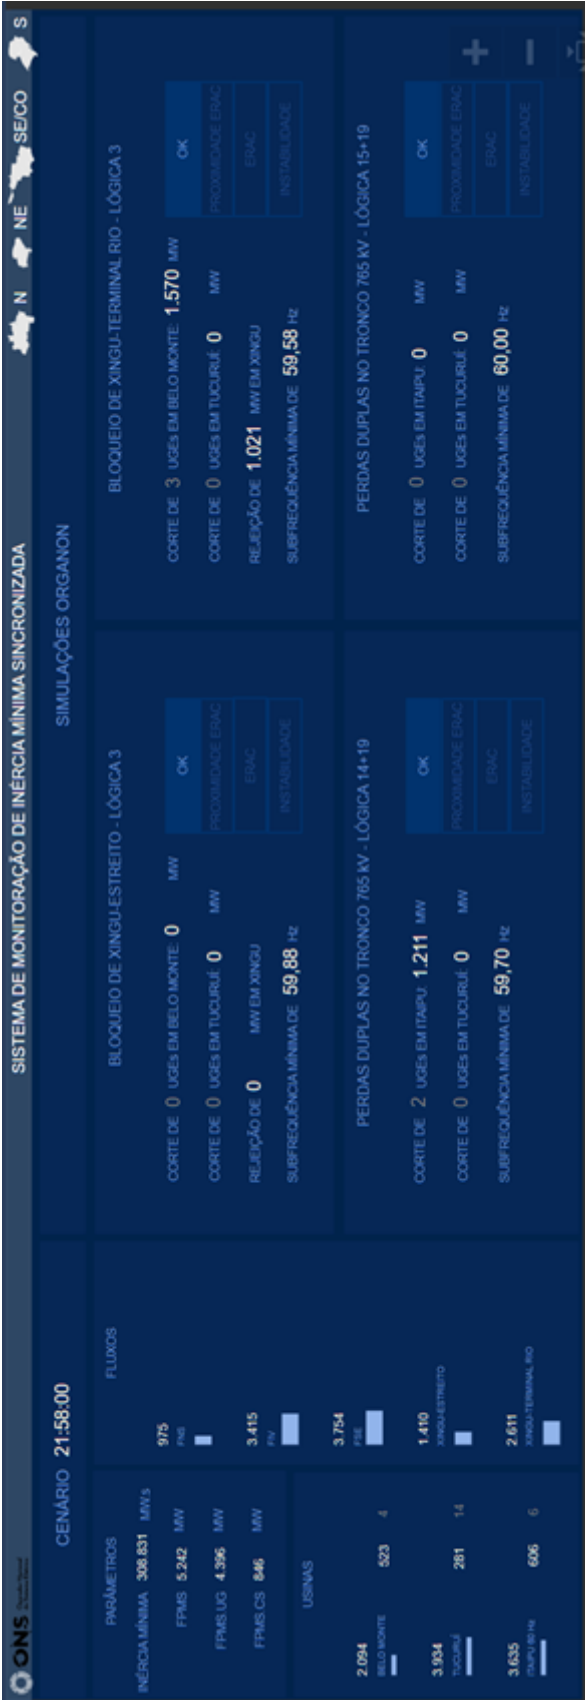 ONS
SISTEMA DE MONITORAÇÃO DE INÉRCIA MÍNIMA SINCRONIZADA
N NE SE/CO S
CENÁRIO 21:58:00
SIMULAÇÕES ORGANON
PARÂMETROS
INÉRCIA MÍNIMA 308.831 MW.s
FPMS 5.242 MW
FPMS.UG 4.396 MW
FPMS.CS 846 MW
USINAS
2.094 523 4
BELO MONTE
3.934 281 14
TUCURUÍ
3.635 606 6
ITAIPU 60 Hz
FLUXOS
975
FNS
3.415
FIV
3.754
FSE
1.410
XINGU-ESTREITO
2.611
XINGU-TERMINAL RIO
BLOQUEIO DE XINGU-ESTREITO - LÓGICA 3
CORTE DE 0 UGEs EM BELO MONTE: 0 MW
CORTE DE 0 UGEs EM TUCURUÍ: 0 MW
REJEIÇÃO DE 0 MW EM XINGU
SUBFREQUÊNCIA MÍNIMA DE 59,88 Hz
OK
PROXIMIDADE ERAC
ERAC
INSTABILIDADE
BLOQUEIO DE XINGU-TERMINAL RIO - LÓGICA 3
CORTE DE 3 UGEs EM BELO MONTE: 1.570 MW
CORTE DE 0 UGEs EM TUCURUÍ: 0 MW
REJEIÇÃO DE 1.021 MW EM XINGU
SUBFREQUÊNCIA MÍNIMA DE 59,58 Hz
OK
PROXIMIDADE ERAC
ERAC
INSTABILIDADE
PERDAS DUPLAS NO TRONCO 765 kV - LÓGICA 14+19
CORTE DE 2 UGEs EM ITAIPU: 1.211 MW
CORTE DE 0 UGEs EM TUCURUÍ: 0 MW
SUBFREQUÊNCIA MÍNIMA DE 59,70 Hz
OK
PROXIMIDADE ERAC
ERAC
INSTABILIDADE
PERDAS DUPLAS NO TRONCO 765 kV - LÓGICA 15+19
CORTE DE 0 UGEs EM ITAIPU: 0 MW
CORTE DE 0 UGEs EM TUCURUÍ: 0 MW
SUBFREQUÊNCIA MÍNIMA DE 60,00 Hz
OK
PROXIMIDADE ERAC
ERAC
INSTABILIDADE